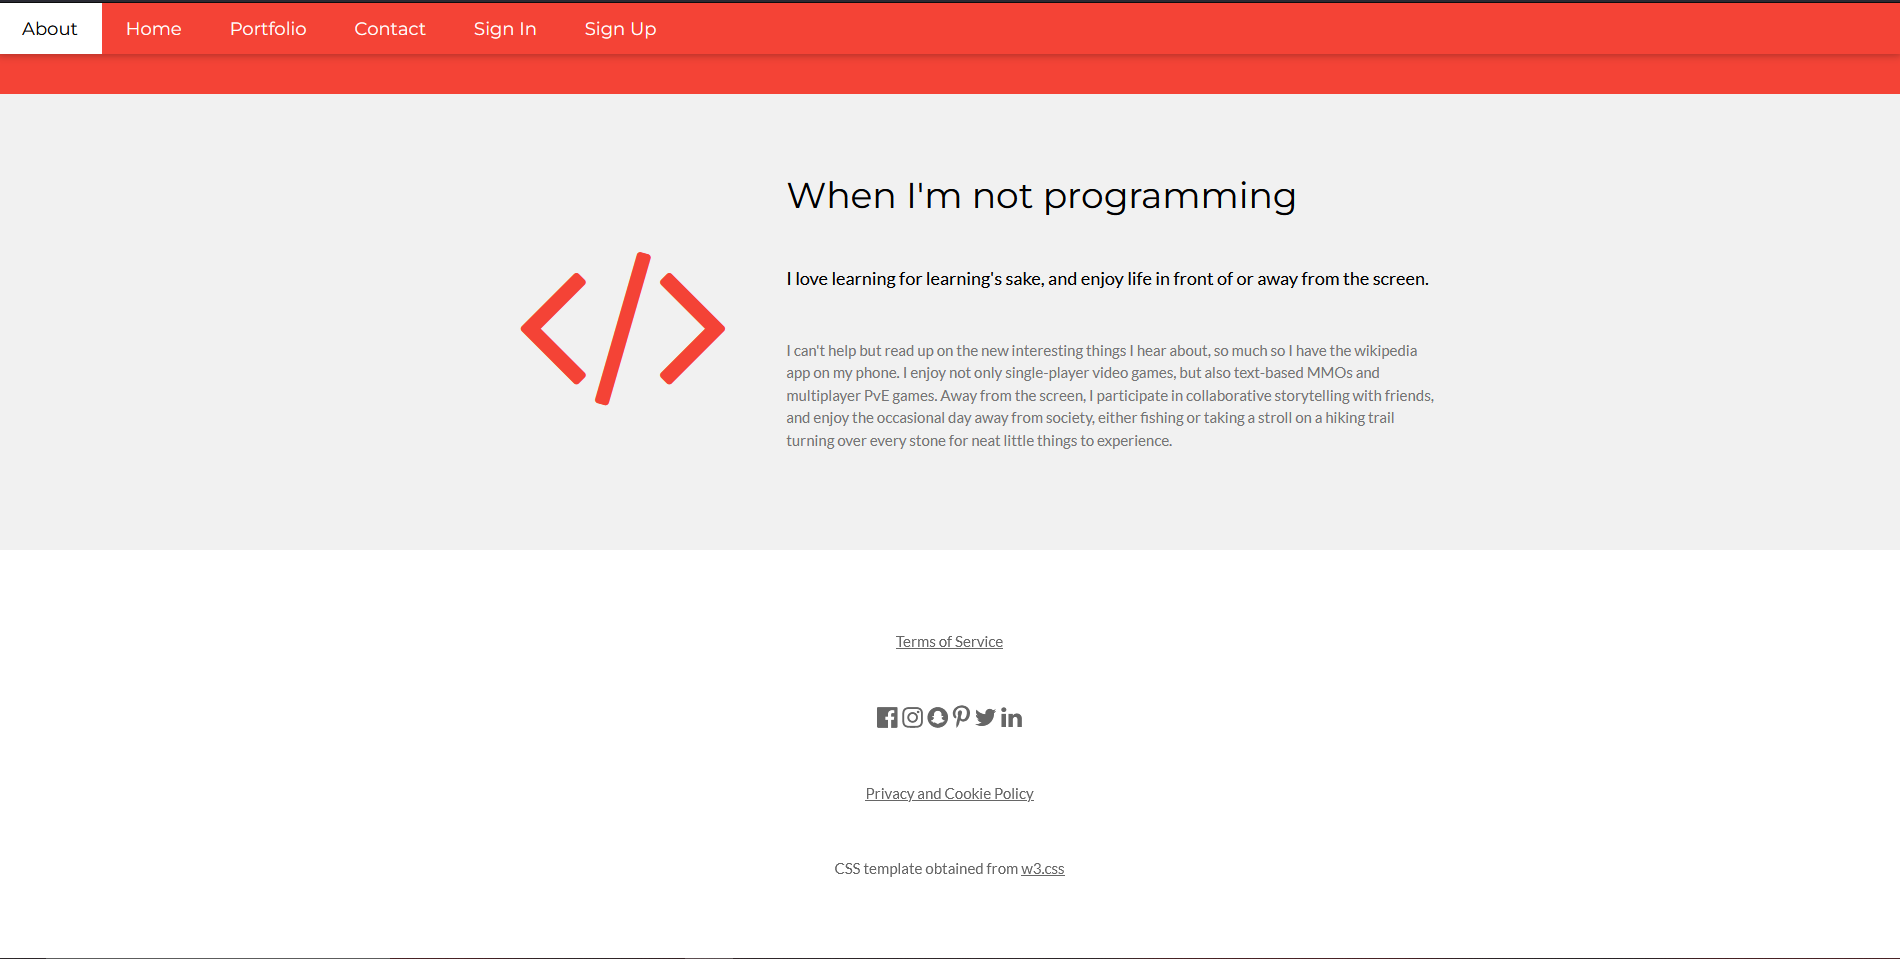 About Home Portfolio Contact Sign In Sign Up
When I'm not programming
</>
I love learning for learning's sake, and enjoy life in front of or away from the screen.
I can't help but read up on the new interesting things I hear about, so much so I have the wikipedia
app on my phone. I enjoy not only single-player video games, but also text-based MMOs and
multiplayer PvE games. Away from the screen, I participate in collaborative storytelling with friends,
and enjoy the occasional day away from society, either fishing or taking a stroll on a hiking trail
turning over every stone for neat little things to experience.
Terms of Service
Privacy and Cookie Policy
CSS template obtained from w3.css